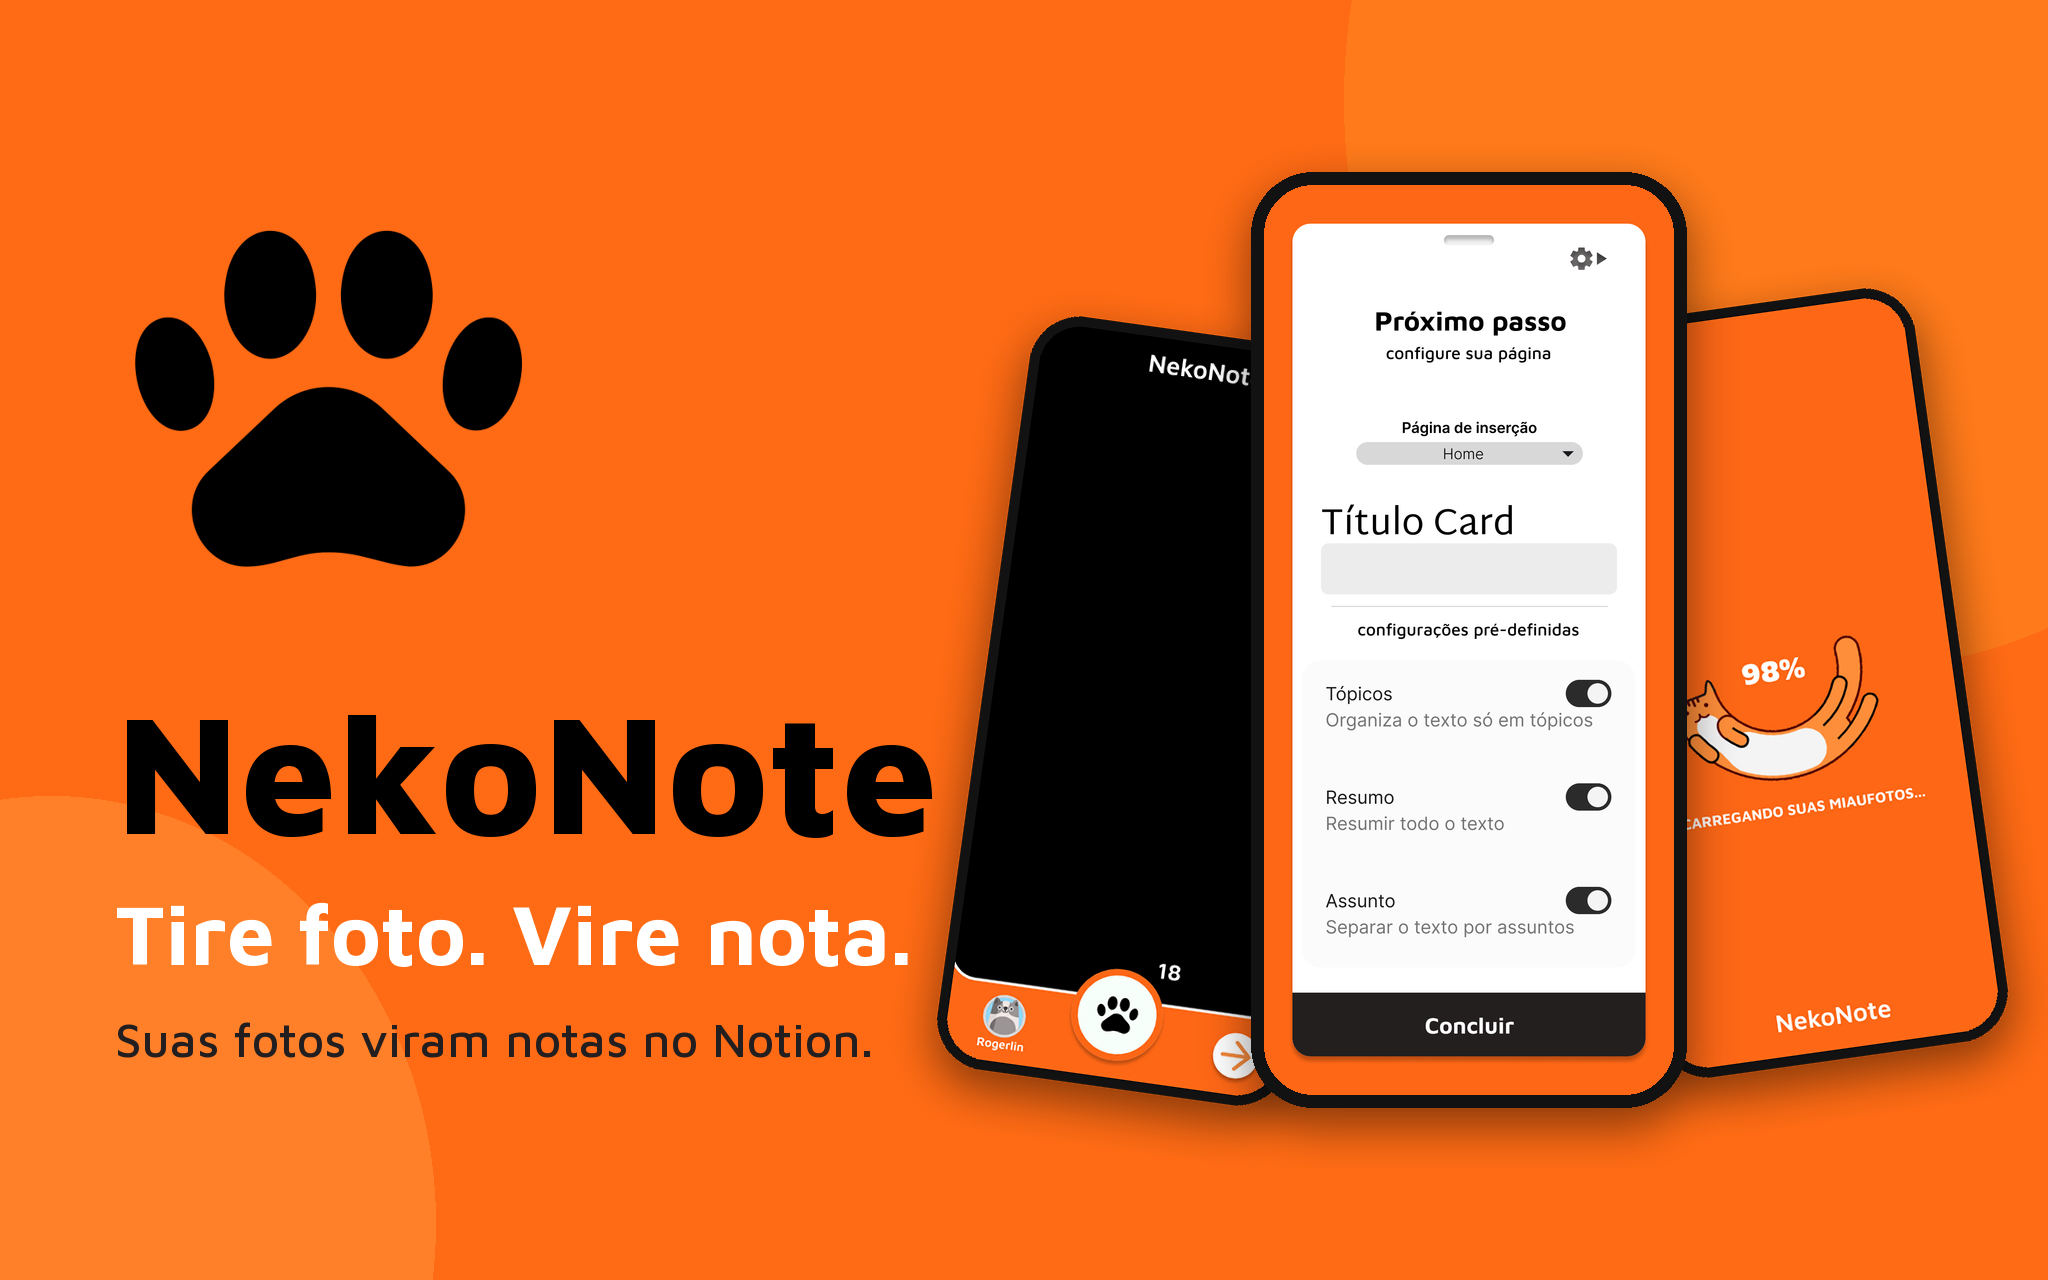 NekoNote
Tire foto. Vire nota.
Suas fotos viram notas no Notion.
NekoNot
18
Rogerlin
Próximo passo
configure sua página
Página de inserção
Home
Título Card
configurações pré-definidas
Tópicos
Organiza o texto só em tópicos
Resumo
Resumir todo o texto
Assunto
Separar o texto por assuntos
Concluir
98%
CARREGANDO SUAS MIAUFOTOS...
NekoNote